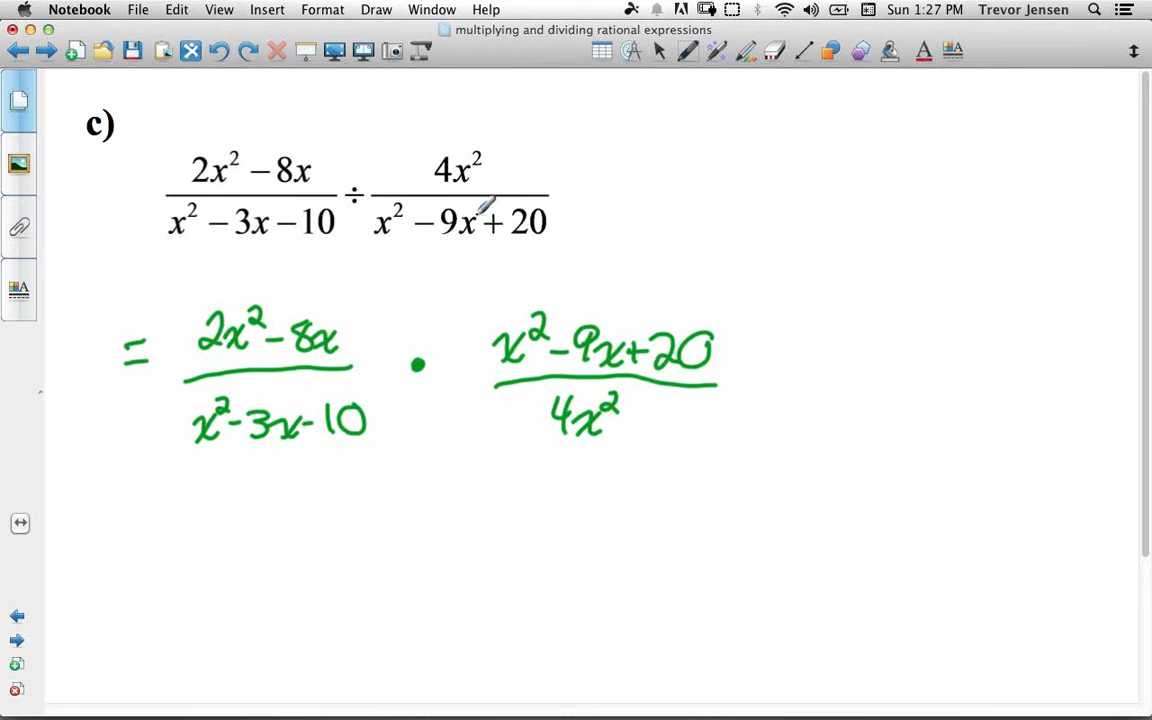 Notebook File Edit View Insert Format Draw Window Help Sun 1:27 PM Trevor Jensen
multiplying and dividing rational expressions
c)
2x² − 8x / x² − 3x − 10 ÷ 4x² / x² − 9x + 20
= 2x² - 8x / x² - 3x - 10 • x² - 9x + 20 / 4x²